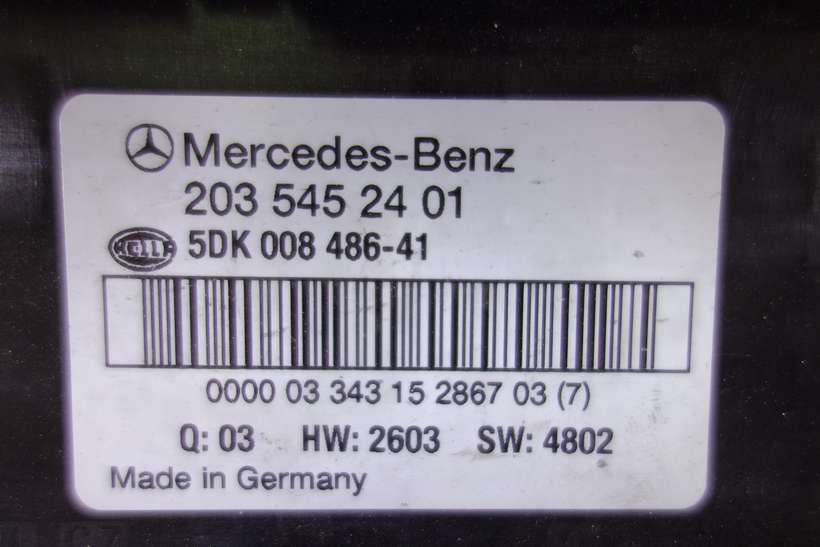 Mercedes-Benz
203 545 24 01
HELLA 5DK 008 486-41
0000 03 343 15 2867 03 (7)
Q: 03 HW: 2603 SW: 4802
Made in Germany